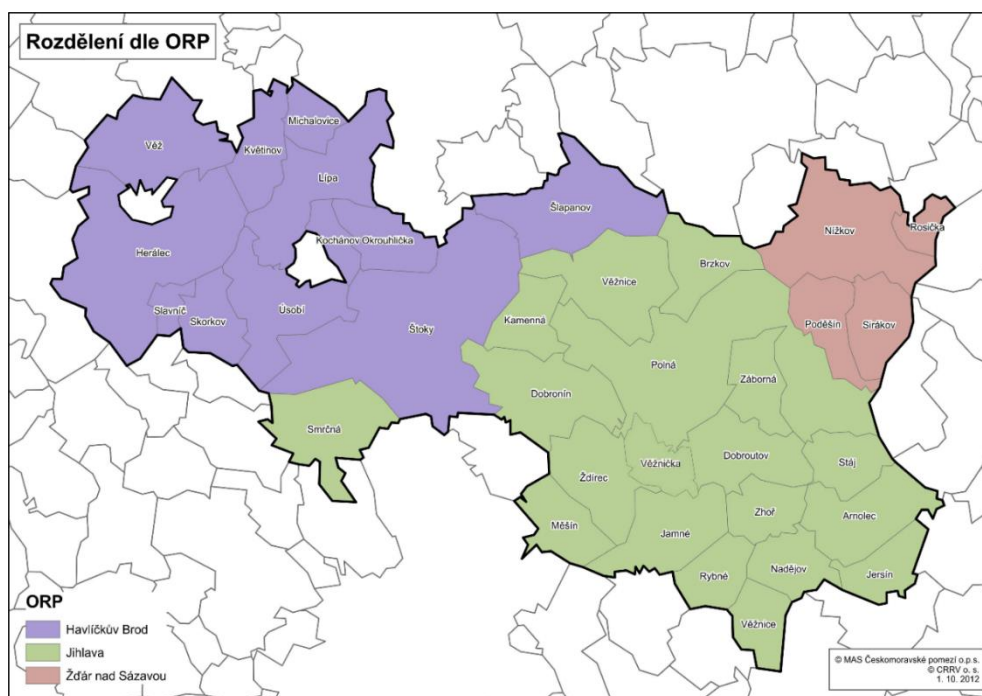 Rozdělení dle ORP
Michalovice
Věž
Květinov
Lípa
Šlapanov
Nížkov
Rosička
Kochánov Okrouhlička
Herálec
Věžnice
Brzkov
Slavníč
Skorkov
Úsobí
Štoky
Kamenná
Poděšín
Sirákov
Polná
Záborná
Dobronín
Smrčná
Dobroutov
Stáj
Věžnička
Ždírec
Zhoř
Arnolec
Měšín
Jamné
Rybné
Nadějov
Jersín
Věžnice
ORP
Havlíčkův Brod
Jihlava
Žďár nad Sázavou
© MAS Českomoravské pomezí o.p.s.
© CRRV o. s.
1. 10. 2012